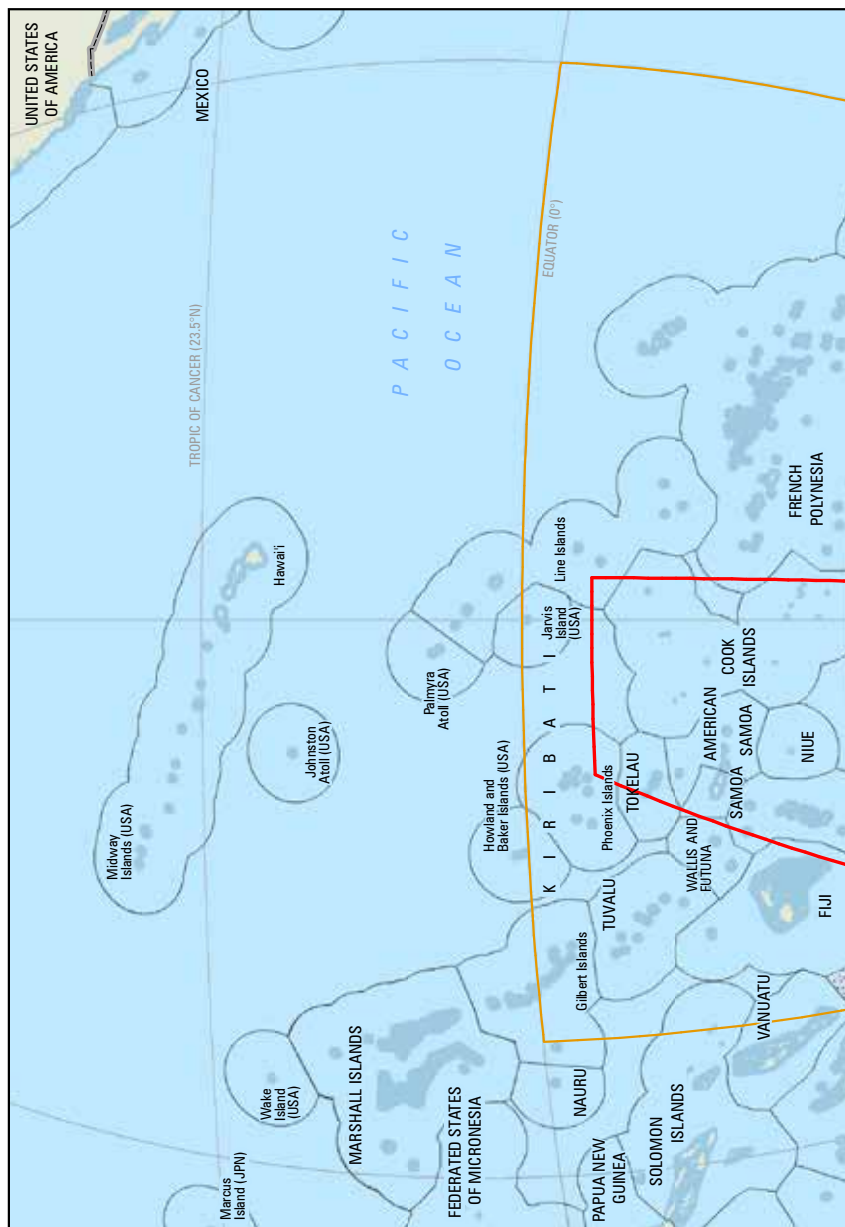 UNITED STATES
OF AMERICA
MEXICO
TROPIC OF CANCER (23.5°N)
PACIFIC
OCEAN
EQUATOR (0°)
Hawai'i
Midway
Islands (USA)
Johnston
Atoll (USA)
Palmyra
Atoll (USA)
Line Islands
Jarvis
Island
(USA)
Howland and
Baker Islands (USA)
KIRIBATI
Phoenix Islands
Gilbert Islands
FRENCH
POLYNESIA
COOK
ISLANDS
AMERICAN
SAMOA
SAMOA
NIUE
TOKELAU
WALLIS AND
FUTUNA
TUVALU
FIJI
VANUATU
Wake
Island
(USA)
Marcus
Island (JPN)
MARSHALL ISLANDS
FEDERATED STATES
OF MICRONESIA
NAURU
SOLOMON
ISLANDS
PAPUA NEW
GUINEA